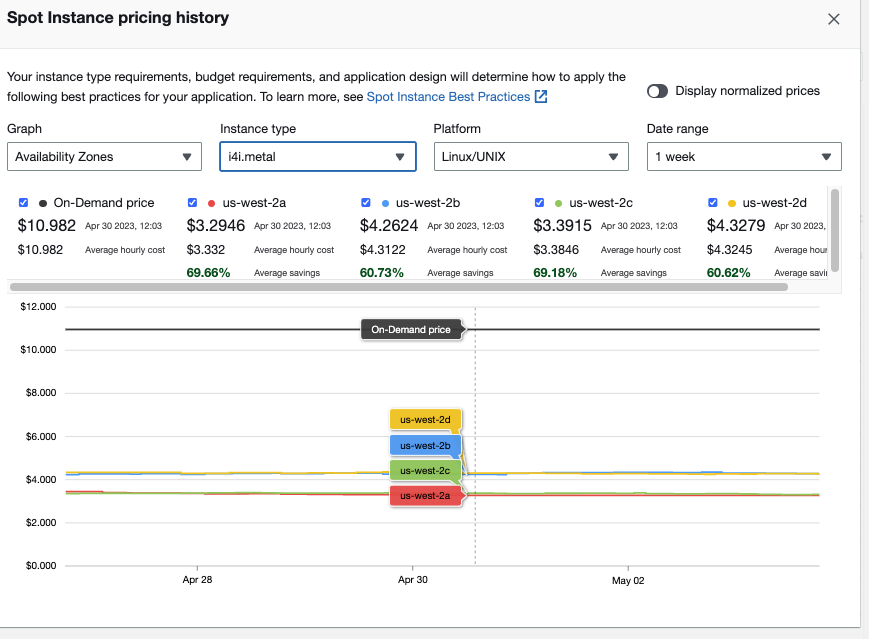 Spot Instance pricing history
Your instance type requirements, budget requirements, and application design will determine how to apply the
following best practices for your application. To learn more, see Spot Instance Best Practices
Display normalized prices
Graph
Instance type
Platform
Date range
Availability Zones
i4i.metal
Linux/UNIX
1 week
On-Demand price
us-west-2a
us-west-2b
us-west-2c
us-west-2d
$10.982 Apr 30 2023, 12:03
$3.2946 Apr 30 2023, 12:03
$4.2624 Apr 30 2023, 12:03
$3.3915 Apr 30 2023, 12:03
$4.3279 Apr 30 2023,
$10.982 Average hourly cost
$3.332 Average hourly cost
$4.3122 Average hourly cost
$3.3846 Average hourly cost
$4.3245 Average hour
69.66% Average savings
60.73% Average savings
69.18% Average savings
60.62% Average savi
$12.000
$10.000
$8.000
$6.000
$4.000
$2.000
$0.000
On-Demand price
us-west-2d
us-west-2b
us-west-2c
us-west-2a
Apr 28
Apr 30
May 02